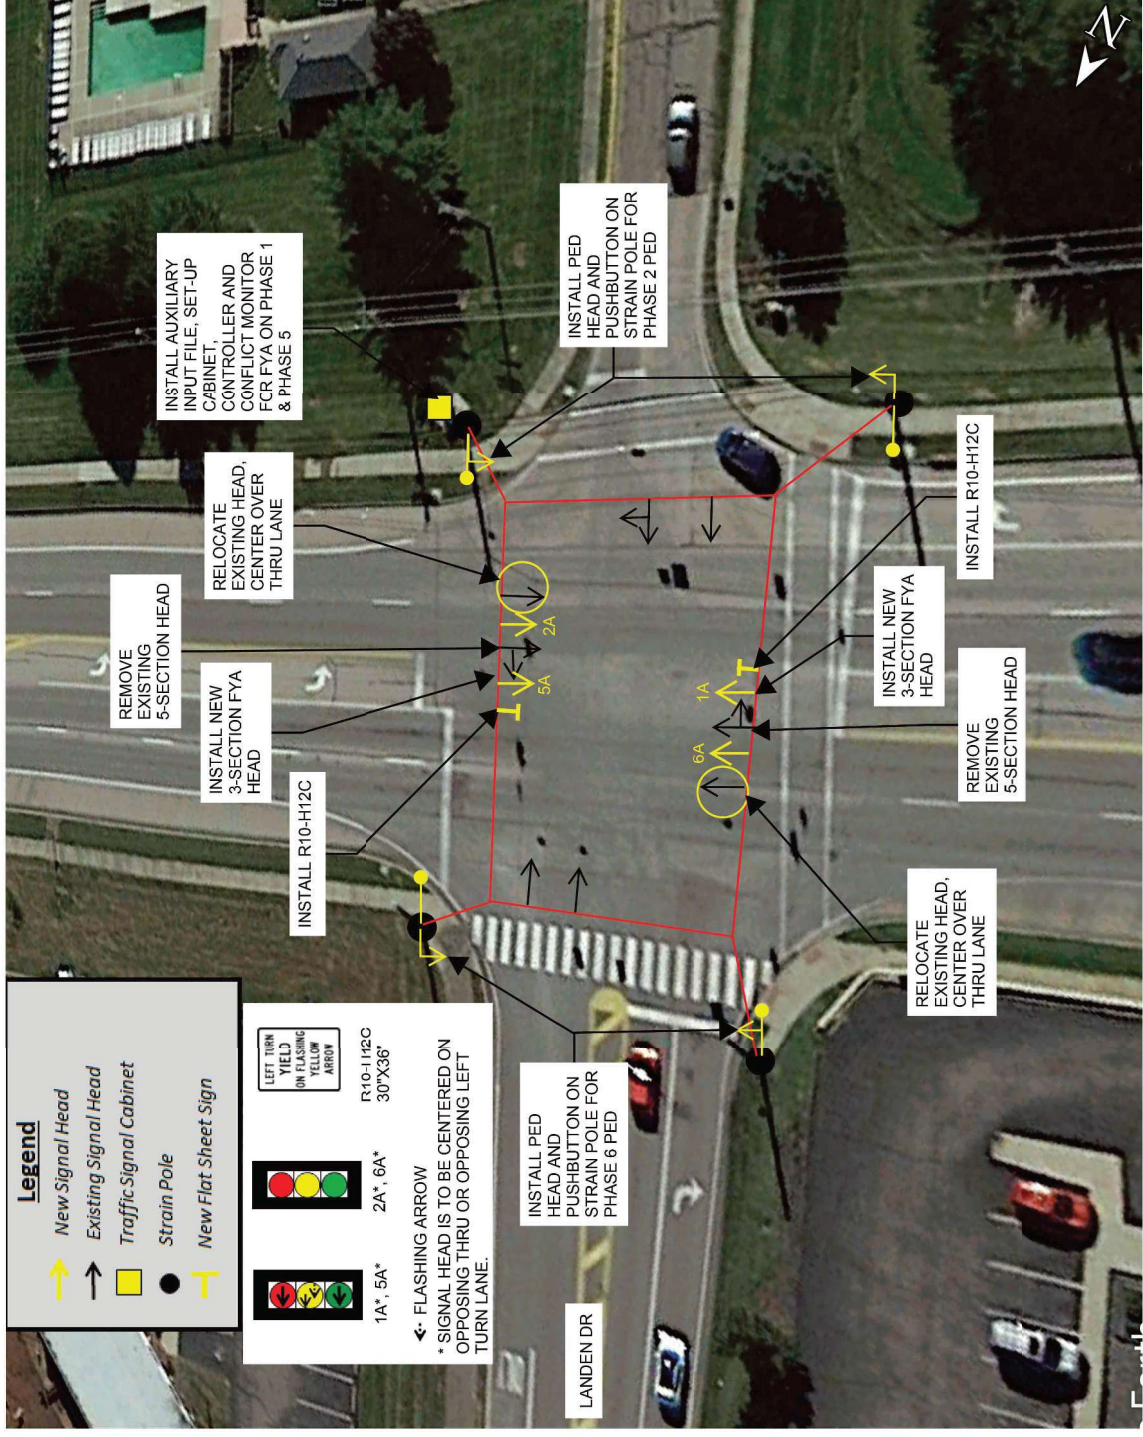 Legend
New Signal Head
Existing Signal Head
Traffic Signal Cabinet
Strain Pole
New Flat Sheet Sign
1A*, 5A*
2A*, 6A*
LEFT TURN
YIELD
ON FLASHING
YELLOW
ARROW
R10-H12C
30"X36"
FLASHING ARROW
* SIGNAL HEAD IS TO BE CENTERED ON
OPPOSING THRU OR OPPOSING LEFT
TURN LANE.
INSTALL R10-H12C
INSTALL NEW
3-SECTION FYA
HEAD
REMOVE
EXISTING
5-SECTION HEAD
RELOCATE
EXISTING HEAD,
CENTER OVER
THRU LANE
INSTALL AUXILIARY
INPUT FILE, SET-UP
CABINET,
CONTROLLER AND
CONFLICT MONITOR
FOR FYA ON PHASE 1
& PHASE 5
5A
2A
LANDEN DR
INSTALL PED
HEAD AND
PUSHBUTTON ON
STRAIN POLE FOR
PHASE 6 PED
INSTALL PED
HEAD AND
PUSHBUTTON ON
STRAIN POLE FOR
PHASE 2 PED
6A
1A
RELOCATE
EXISTING HEAD,
CENTER OVER
THRU LANE
REMOVE
EXISTING
5-SECTION HEAD
INSTALL NEW
3-SECTION FYA
HEAD
INSTALL R10-H12C
N